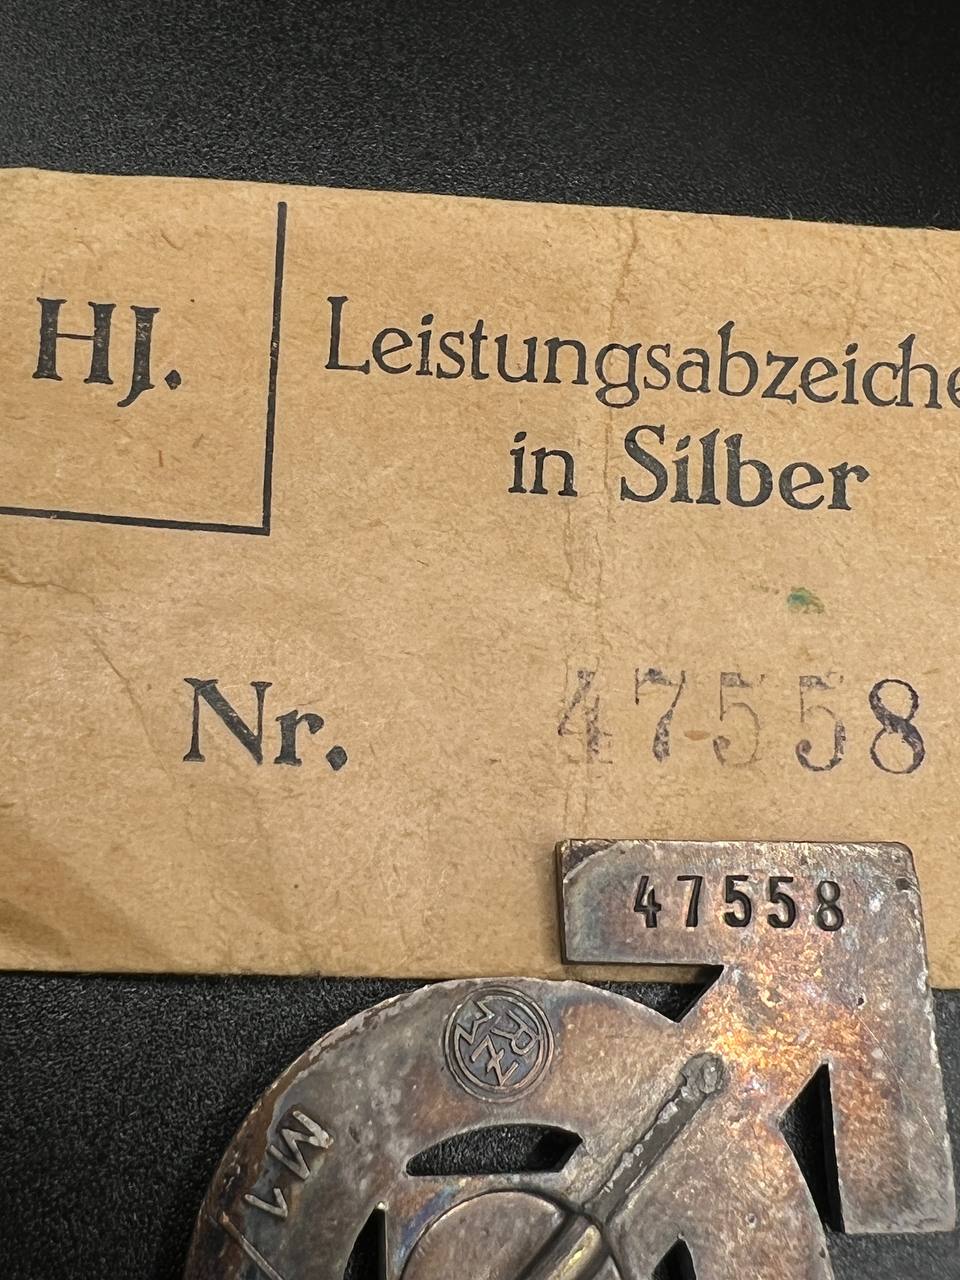 HJ.
Leistungsabzeiche
in Silber
Nr. 47558
47558
RZM
M1/